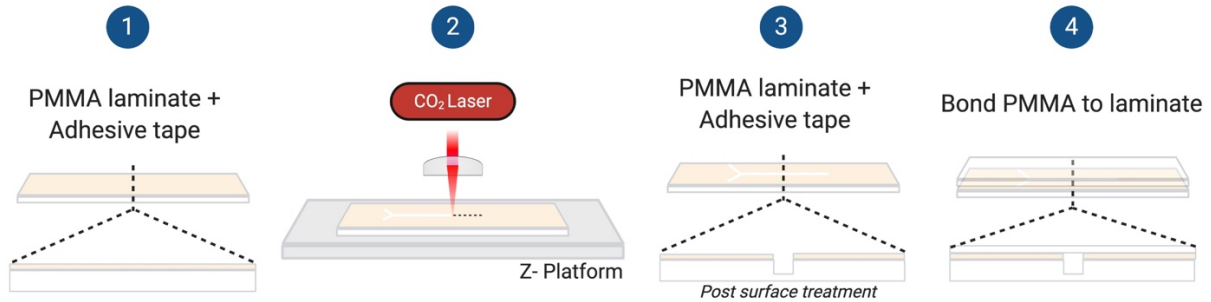 1
PMMA laminate +
Adhesive tape
2
CO₂ Laser
Z- Platform
3
PMMA laminate +
Adhesive tape
Post surface treatment
4
Bond PMMA to laminate